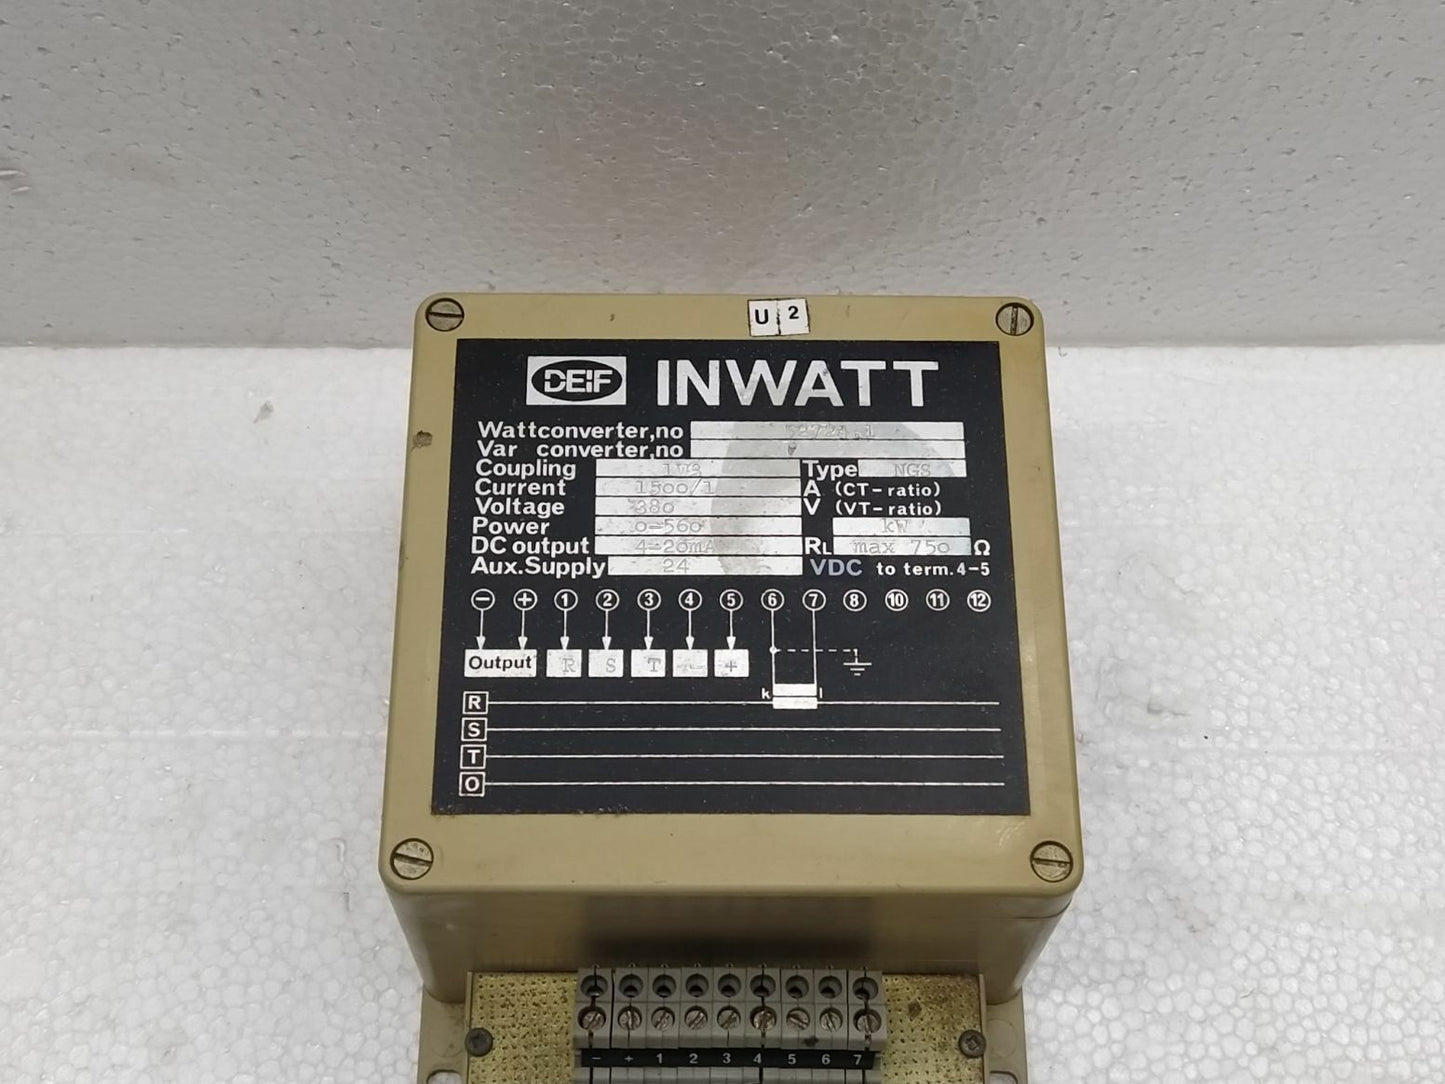 U 2
DEIF INWATT
Wattconverter,no
Var converter,no
Coupling 1W8 Type NGS
Current 1500/1 A (CT-ratio)
Voltage 380 V (VT-ratio)
Power 0-560 kW
DC output 4-20mA RL max 750 Ω
Aux.Supply 24 VDC to term.4-5
− + 1 2 3 4 5 6 7 8 10 11 12
Output R S T - +
k l
R
S
T
O
- + 1 2 3 4 5 6 7